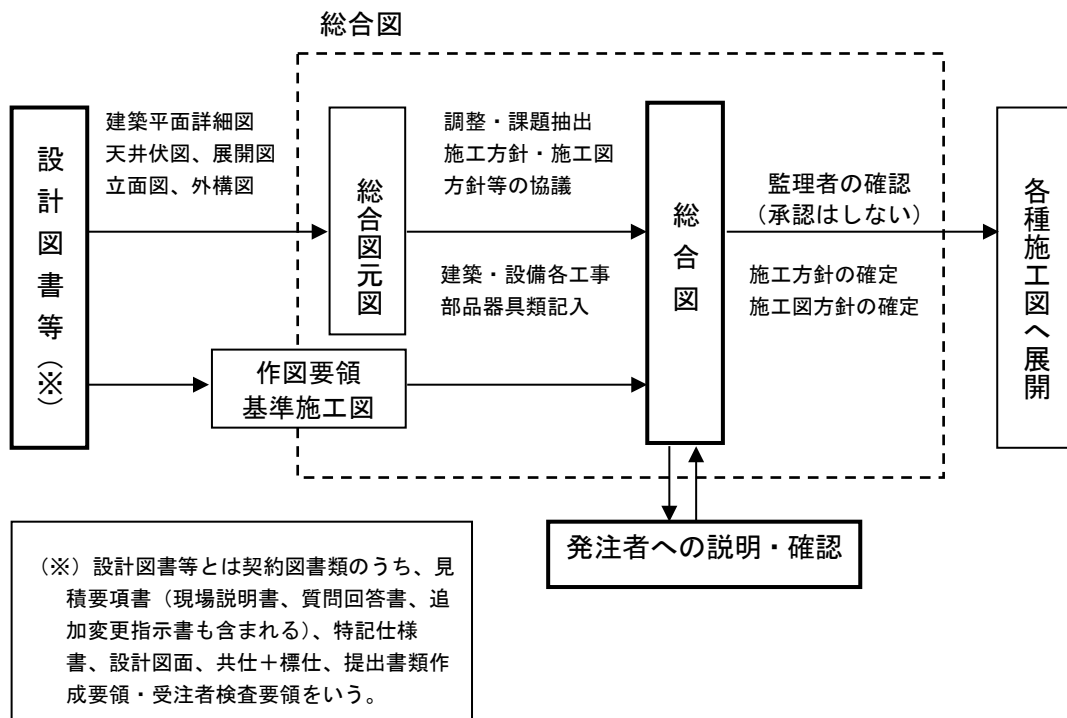 総合図
設計図書等(※)
建築平面詳細図
天井伏図、展開図
立面図、外構図
総合図元図
調整・課題抽出
施工方針・施工図
方針等の協議
建築・設備各工事
部品器具類記入
作図要領
基準施工図
総合図
監理者の確認
(承認はしない)
施工方針の確定
施工図方針の確定
各種施工図へ展開
発注者への説明・確認
(※)設計図書等とは契約図書類のうち、見
積要項書(現場説明書、質問回答書、追
加変更指示書も含まれる)、特記仕様
書、設計図面、共仕+標仕、提出書類作
成要領・受注者検査要領をいう。